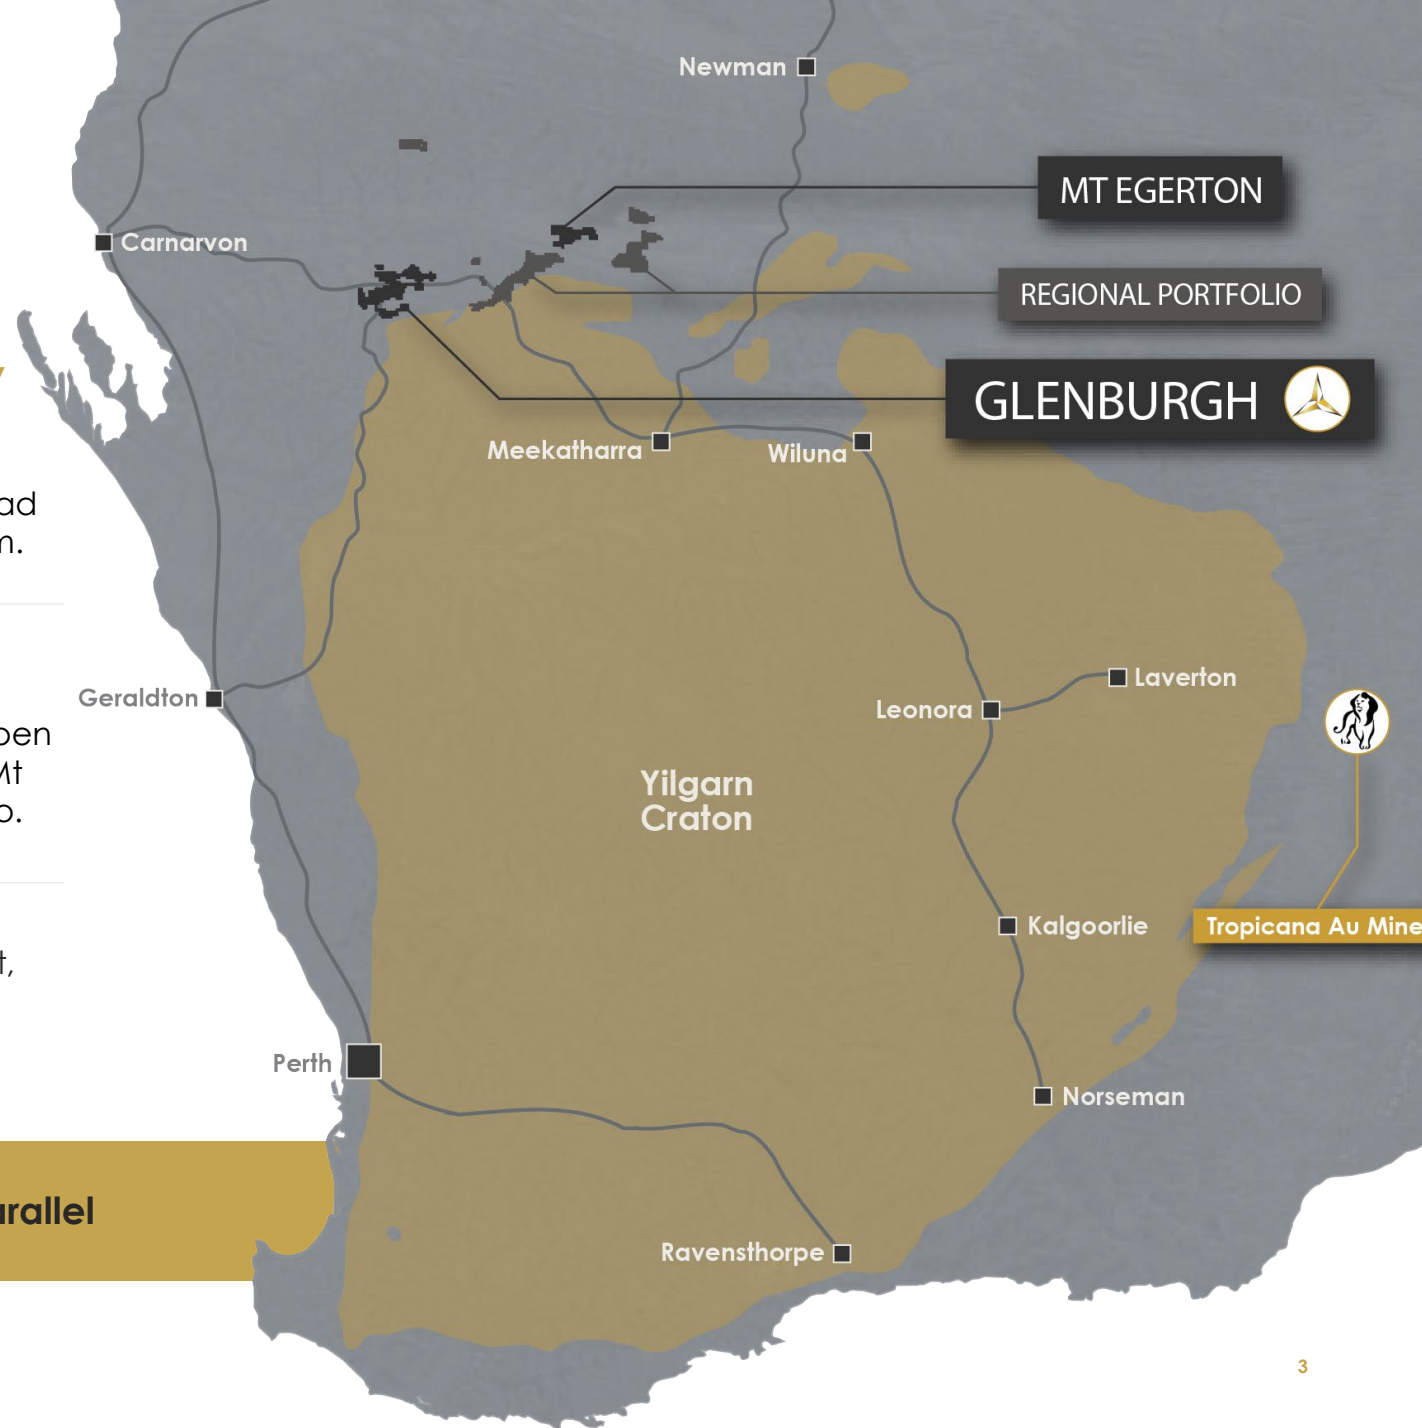 Newman
MT EGERTON
Carnarvon
REGIONAL PORTFOLIO
GLENBURGH
Meekatharra
Wiluna
Laverton
Geraldton
Leonora
Yilgarn
Craton
Kalgoorlie
Tropicana Au Mine
Perth
Norseman
Ravensthorpe
ad
m.
pen
Mt
o.
t,
arallel
3